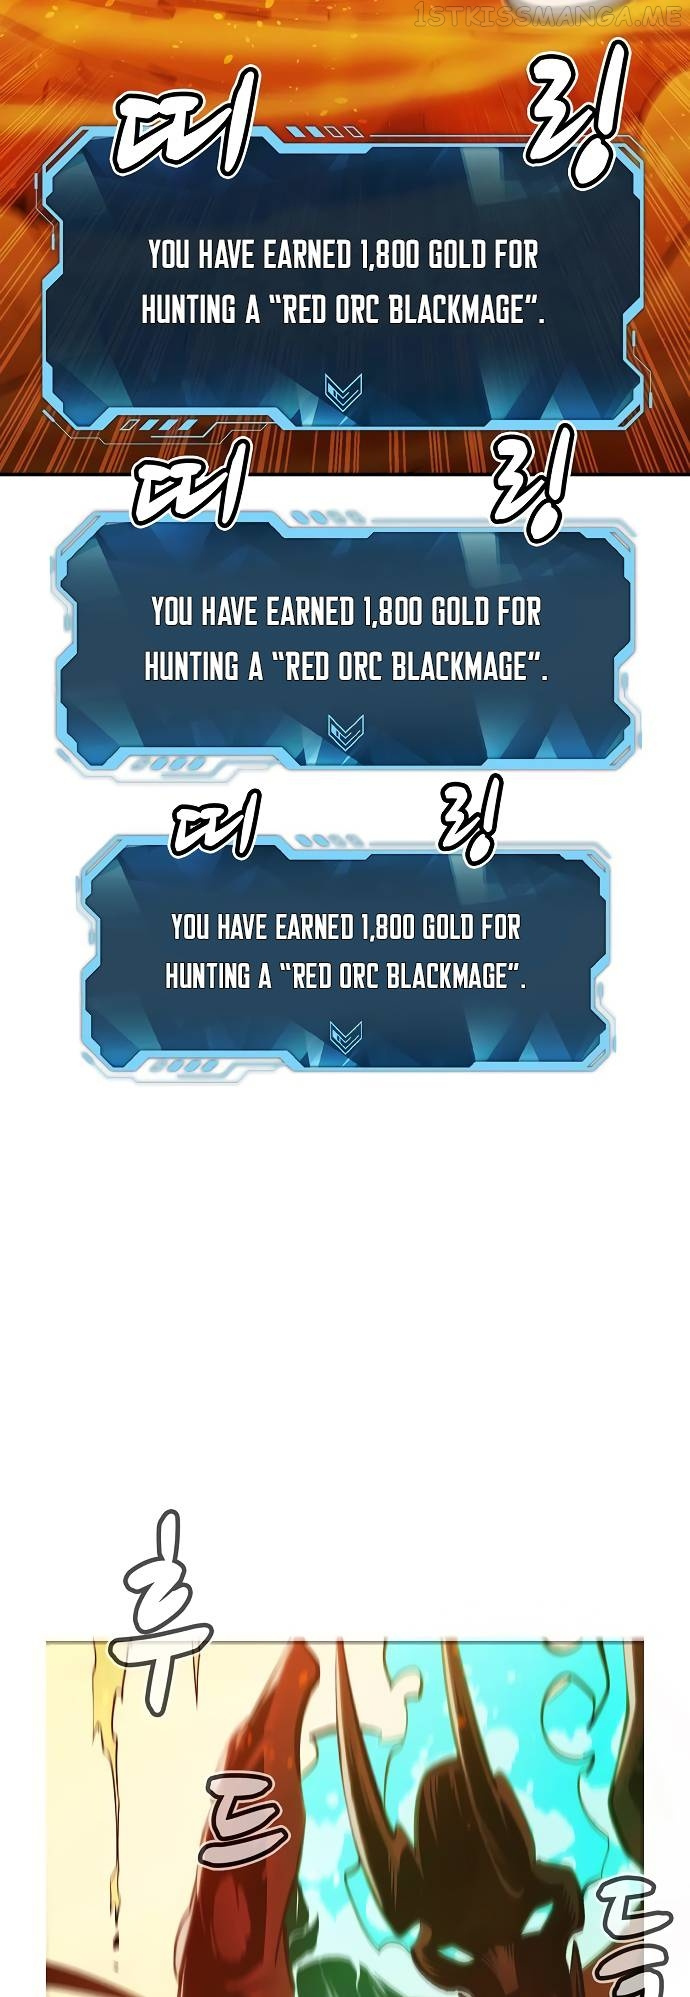 1STKISSMANGA.ME
띠 링!
YOU HAVE EARNED 1,800 GOLD FOR
HUNTING A “RED ORC BLACKMAGE”.
띠 링!
YOU HAVE EARNED 1,800 GOLD FOR
HUNTING A “RED ORC BLACKMAGE”.
띠 링!
YOU HAVE EARNED 1,800 GOLD FOR
HUNTING A “RED ORC BLACKMAGE”.
후
드